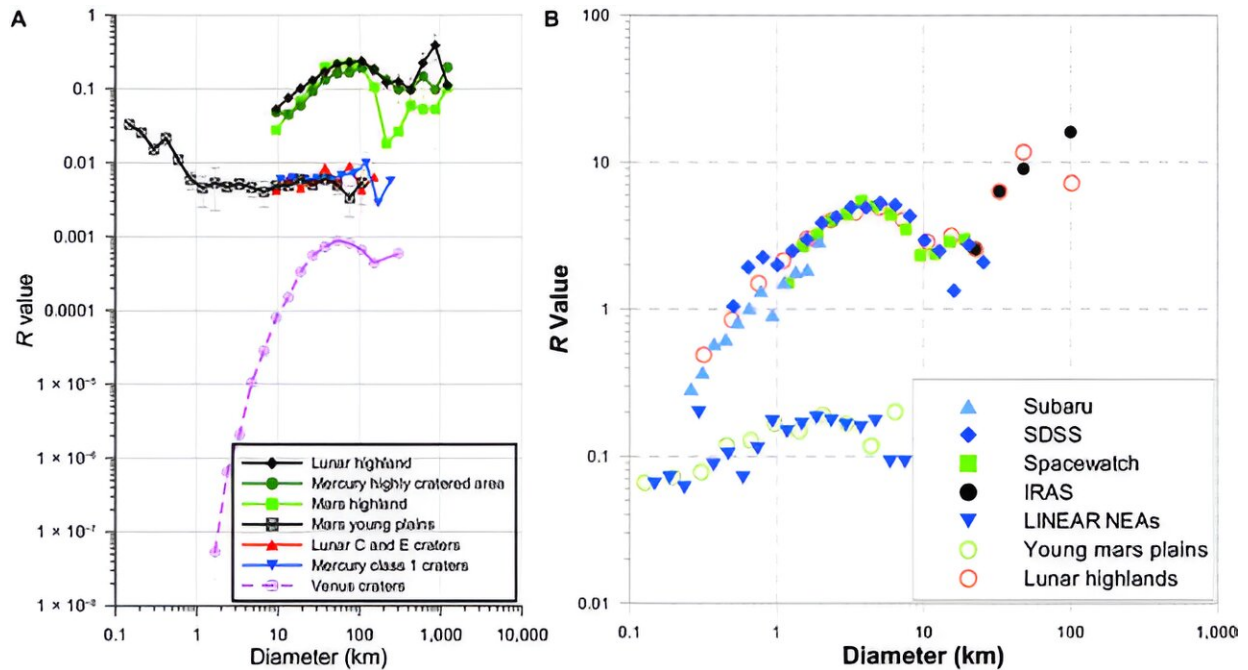 A
1
0.1
0.01
0.001
0.0001
1 × 10⁻⁵
1 × 10⁻⁶
1 × 10⁻⁷
1 × 10⁻⁸
R value
Lunar highland
Mercury highly cratered area
Mars highland
Mars young plains
Lunar C and E craters
Mercury class 1 craters
Venus craters
0.1 1 10 100 1,000 10,000
Diameter (km)
B
100
10
1
0.1
0.01
R Value
Subaru
SDSS
Spacewatch
IRAS
LINEAR NEAs
Young mars plains
Lunar highlands
0.1 1 10 100 1,000
Diameter (km)